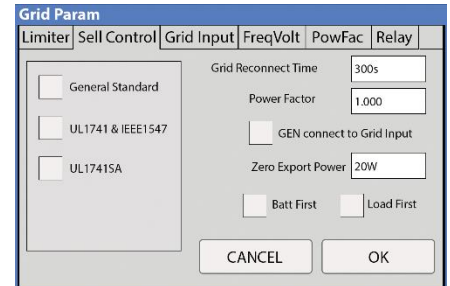 Grid Param
Limiter Sell Control Grid Input FreqVolt PowFac Relay
General Standard
UL1741 & IEEE1547
UL1741SA
Grid Reconnect Time 300s
Power Factor 1.000
GEN connect to Grid Input
Zero Export Power 20W
Batt First Load First
CANCEL OK